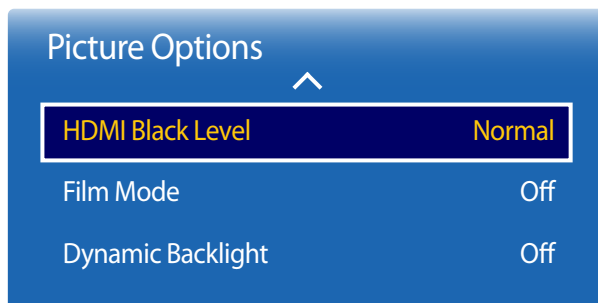 Picture Options
HDMI Black Level Normal
Film Mode Off
Dynamic Backlight Off